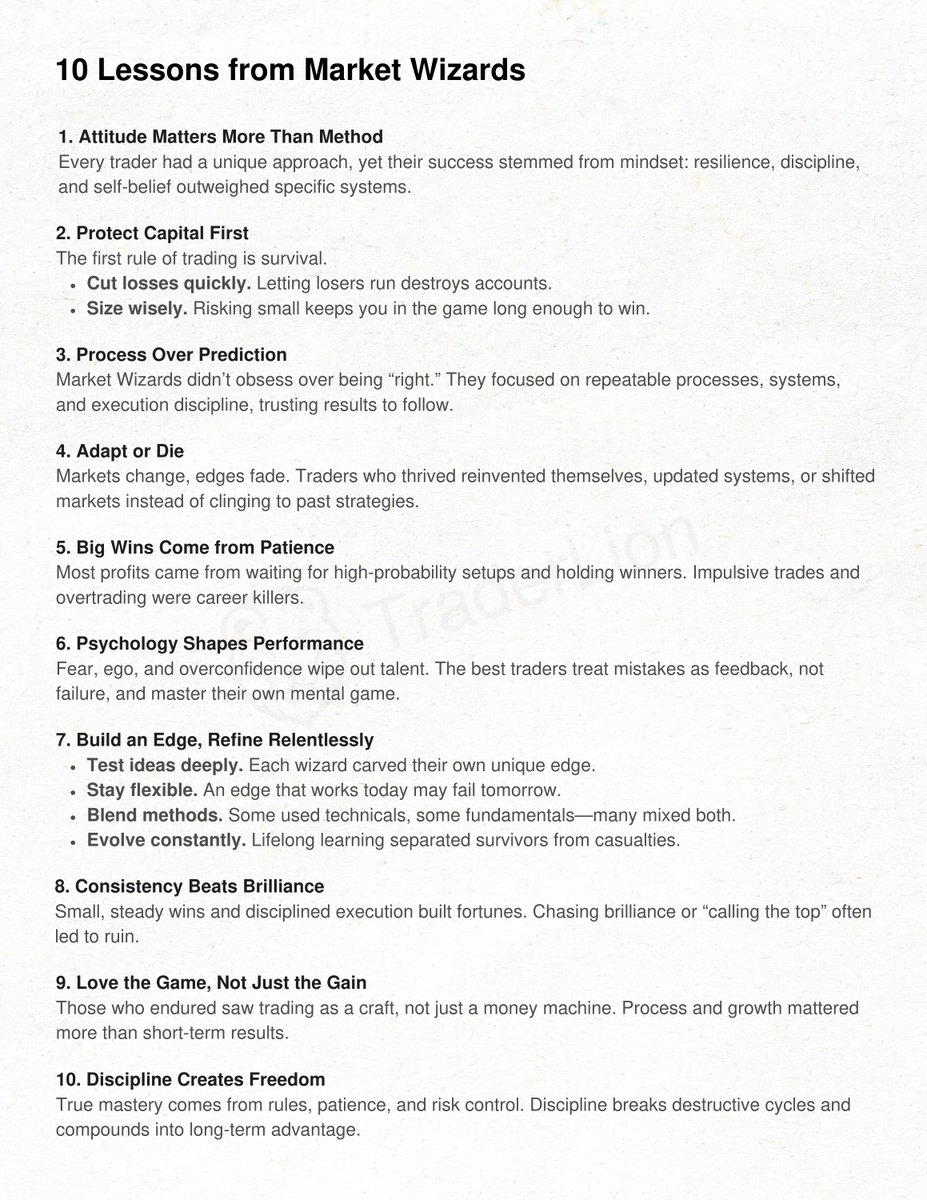 10 Lessons from Market Wizards
1. Attitude Matters More Than Method
Every trader had a unique approach, yet their success stemmed from mindset: resilience, discipline,
and self-belief outweighed specific systems.
2. Protect Capital First
The first rule of trading is survival.
• Cut losses quickly. Letting losers run destroys accounts.
• Size wisely. Risking small keeps you in the game long enough to win.
3. Process Over Prediction
Market Wizards didn’t obsess over being “right.” They focused on repeatable processes, systems,
and execution discipline, trusting results to follow.
4. Adapt or Die
Markets change, edges fade. Traders who thrived reinvented themselves, updated systems, or shifted
markets instead of clinging to past strategies.
5. Big Wins Come from Patience
Most profits came from waiting for high-probability setups and holding winners. Impulsive trades and
overtrading were career killers.
TraderLion
6. Psychology Shapes Performance
Fear, ego, and overconfidence wipe out talent. The best traders treat mistakes as feedback, not
failure, and master their own mental game.
7. Build an Edge, Refine Relentlessly
• Test ideas deeply. Each wizard carved their own unique edge.
• Stay flexible. An edge that works today may fail tomorrow.
• Blend methods. Some used technicals, some fundamentals—many mixed both.
• Evolve constantly. Lifelong learning separated survivors from casualties.
8. Consistency Beats Brilliance
Small, steady wins and disciplined execution built fortunes. Chasing brilliance or “calling the top” often
led to ruin.
9. Love the Game, Not Just the Gain
Those who endured saw trading as a craft, not just a money machine. Process and growth mattered
more than short-term results.
10. Discipline Creates Freedom
True mastery comes from rules, patience, and risk control. Discipline breaks destructive cycles and
compounds into long-term advantage.